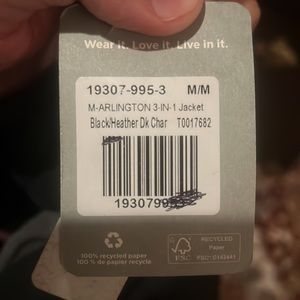 Wear it. Love it. Live in it.
19307-995-3 M/M
M-ARLINGTON 3-IN-1 Jacket
Black/Heather Dk Char T0017682
1930799
100% recycled paper
100 % de papier recyclé
FSC
RECYCLED
Paper